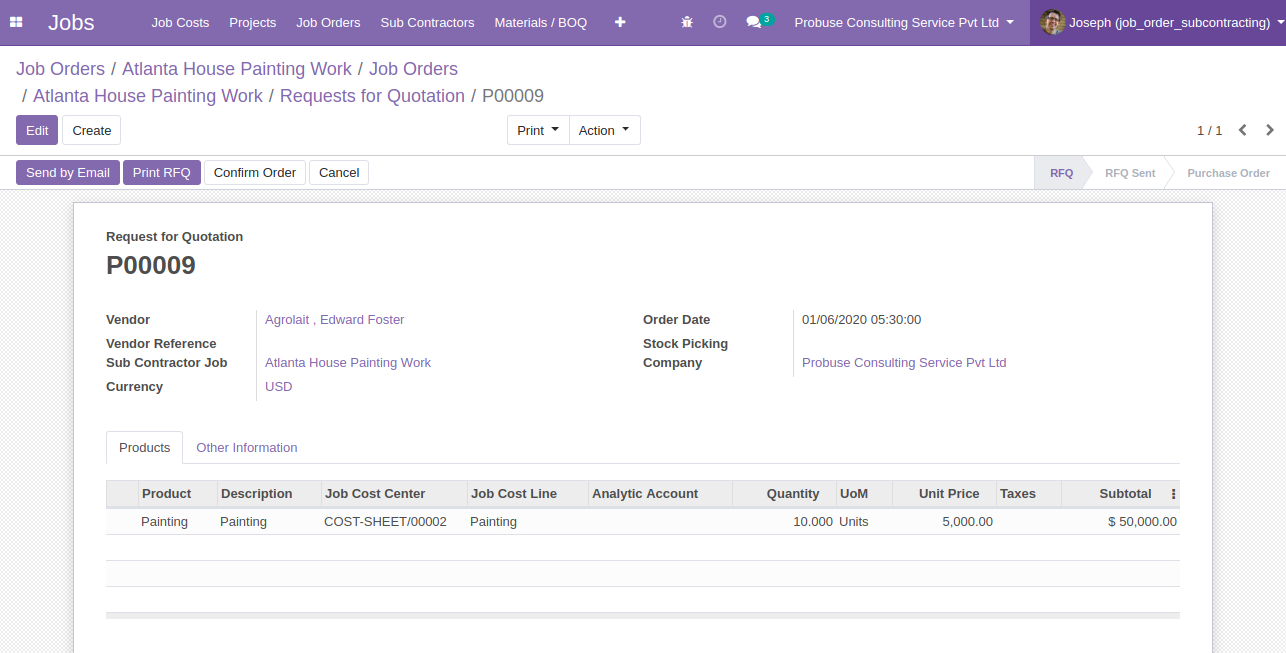 Jobs Job Costs Projects Job Orders Sub Contractors Materials / BOQ 3 Probuse Consulting Service Pvt Ltd Joseph (job_order_subcontracting)
Job Orders / Atlanta House Painting Work / Job Orders
/ Atlanta House Painting Work / Requests for Quotation / P00009
Edit Create Print Action 1 / 1
Send by Email Print RFQ Confirm Order Cancel RFQ RFQ Sent Purchase Order
Request for Quotation
P00009
Vendor Agrolait , Edward Foster Order Date 01/06/2020 05:30:00
Vendor Reference Stock Picking
Sub Contractor Job Atlanta House Painting Work Company Probuse Consulting Service Pvt Ltd
Currency USD
Products Other Information
Product Description Job Cost Center Job Cost Line Analytic Account Quantity UoM Unit Price Taxes Subtotal
Painting Painting COST-SHEET/00002 Painting 10.000 Units 5,000.00 $ 50,000.00